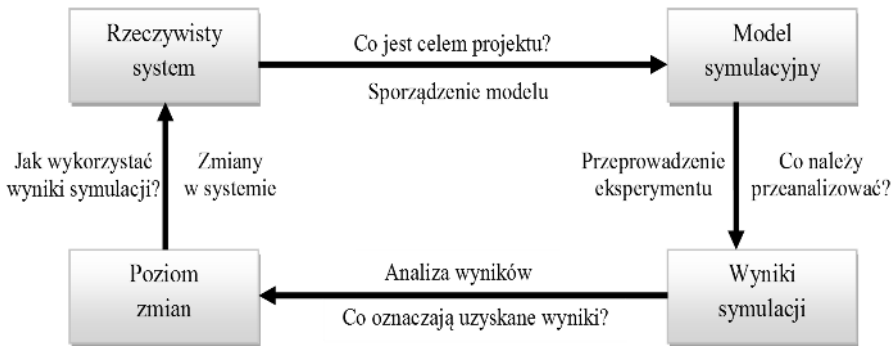 Rzeczywisty
system
Co jest celem projektu?
Sporządzenie modelu
Model
symulacyjny
Jak wykorzystać
wyniki symulacji?
Zmiany
w systemie
Przeprowadzenie
eksperymentu
Co należy
przeanalizować?
Poziom
zmian
Analiza wyników
Co oznaczają uzyskane wyniki?
Wyniki
symulacji